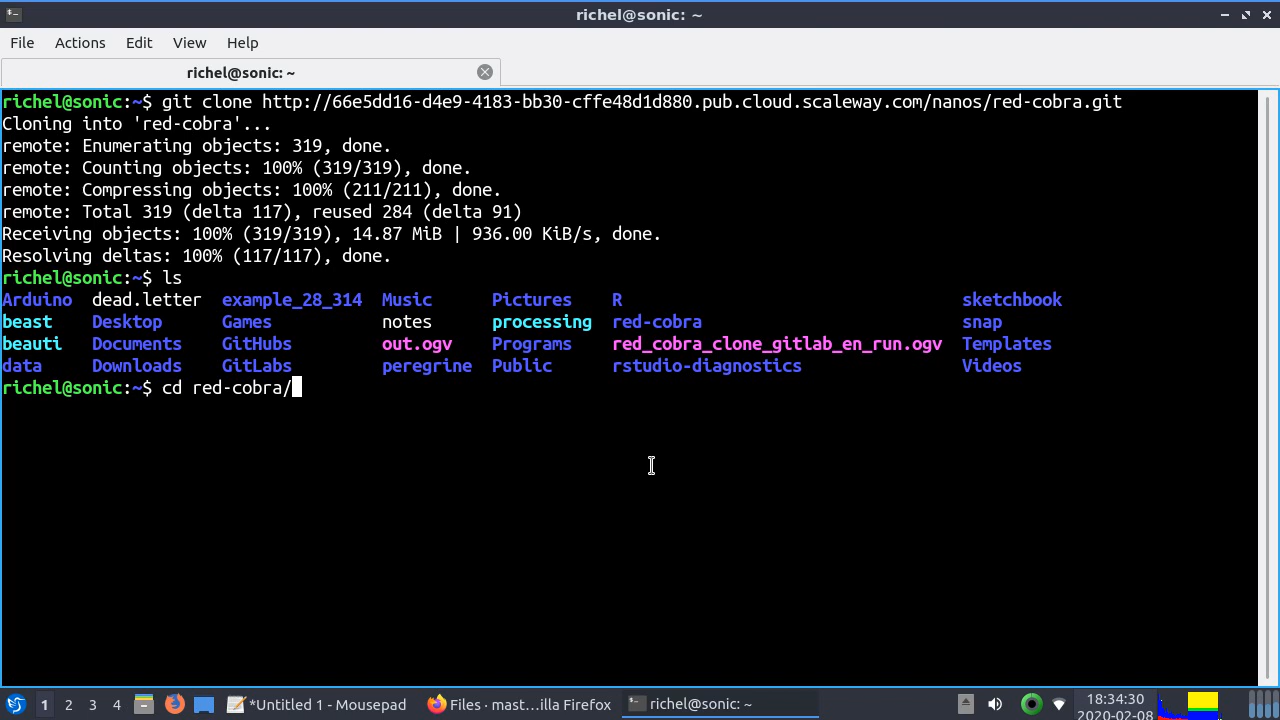 richel@sonic: ~
File Actions Edit View Help
richel@sonic: ~
richel@sonic:~$ git clone http://66e5dd16-d4e9-4183-bb30-cffe48d1d880.pub.cloud.scaleway.com/nanos/red-cobra.git
Cloning into 'red-cobra'...
remote: Enumerating objects: 319, done.
remote: Counting objects: 100% (319/319), done.
remote: Compressing objects: 100% (211/211), done.
remote: Total 319 (delta 117), reused 284 (delta 91)
Receiving objects: 100% (319/319), 14.87 MiB | 936.00 KiB/s, done.
Resolving deltas: 100% (117/117), done.
richel@sonic:~$ ls
Arduino dead.letter example_28_314 Music Pictures R sketchbook
beast Desktop Games notes processing red-cobra snap
beauti Documents GitHubs out.ogv Programs red_cobra_clone_gitlab_en_run.ogv Templates
data Downloads GitLabs peregrine Public rstudio-diagnostics Videos
richel@sonic:~$ cd red-cobra/
1 2 3 4 *Untitled 1 - Mousepad Files · mast...illa Firefox richel@sonic: ~ 18:34:30
2020-02-08